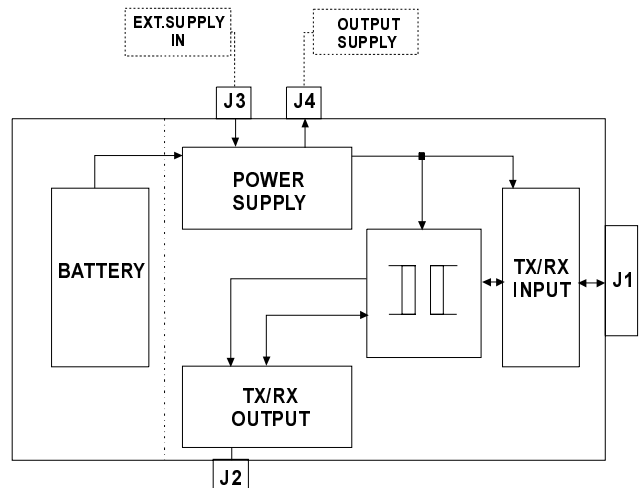 EXT.SUPPLY
IN
OUTPUT
SUPPLY
J3
J4
POWER
SUPPLY
BATTERY
TX/RX
INPUT
J1
TX/RX
OUTPUT
J2